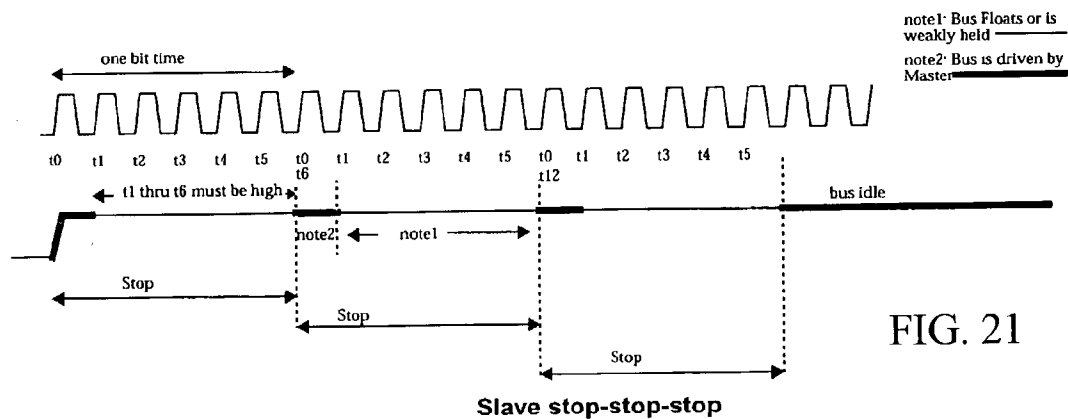 note1· Bus Floats or is
weakly held
note2· Bus is driven by
Master
one bit time
t0 t1 t2 t3 t4 t5 t0 t1 t2 t3 t4 t5 t0 t1 t2 t3 t4 t5
t6 t12
t1 thru t6 must be high
bus idle
note2
note1
Stop
Stop
Stop
FIG. 21
Slave stop-stop-stop